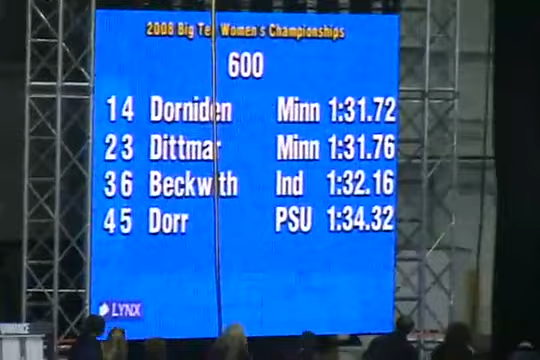 2008 Big Ten Women's Championships
600
1 4 Dorniden Minn 1:31.72
2 3 Dittmar Minn 1:31.76
3 6 Beckwith Ind 1:32.16
4 5 Dorr PSU 1:34.32
LYNX